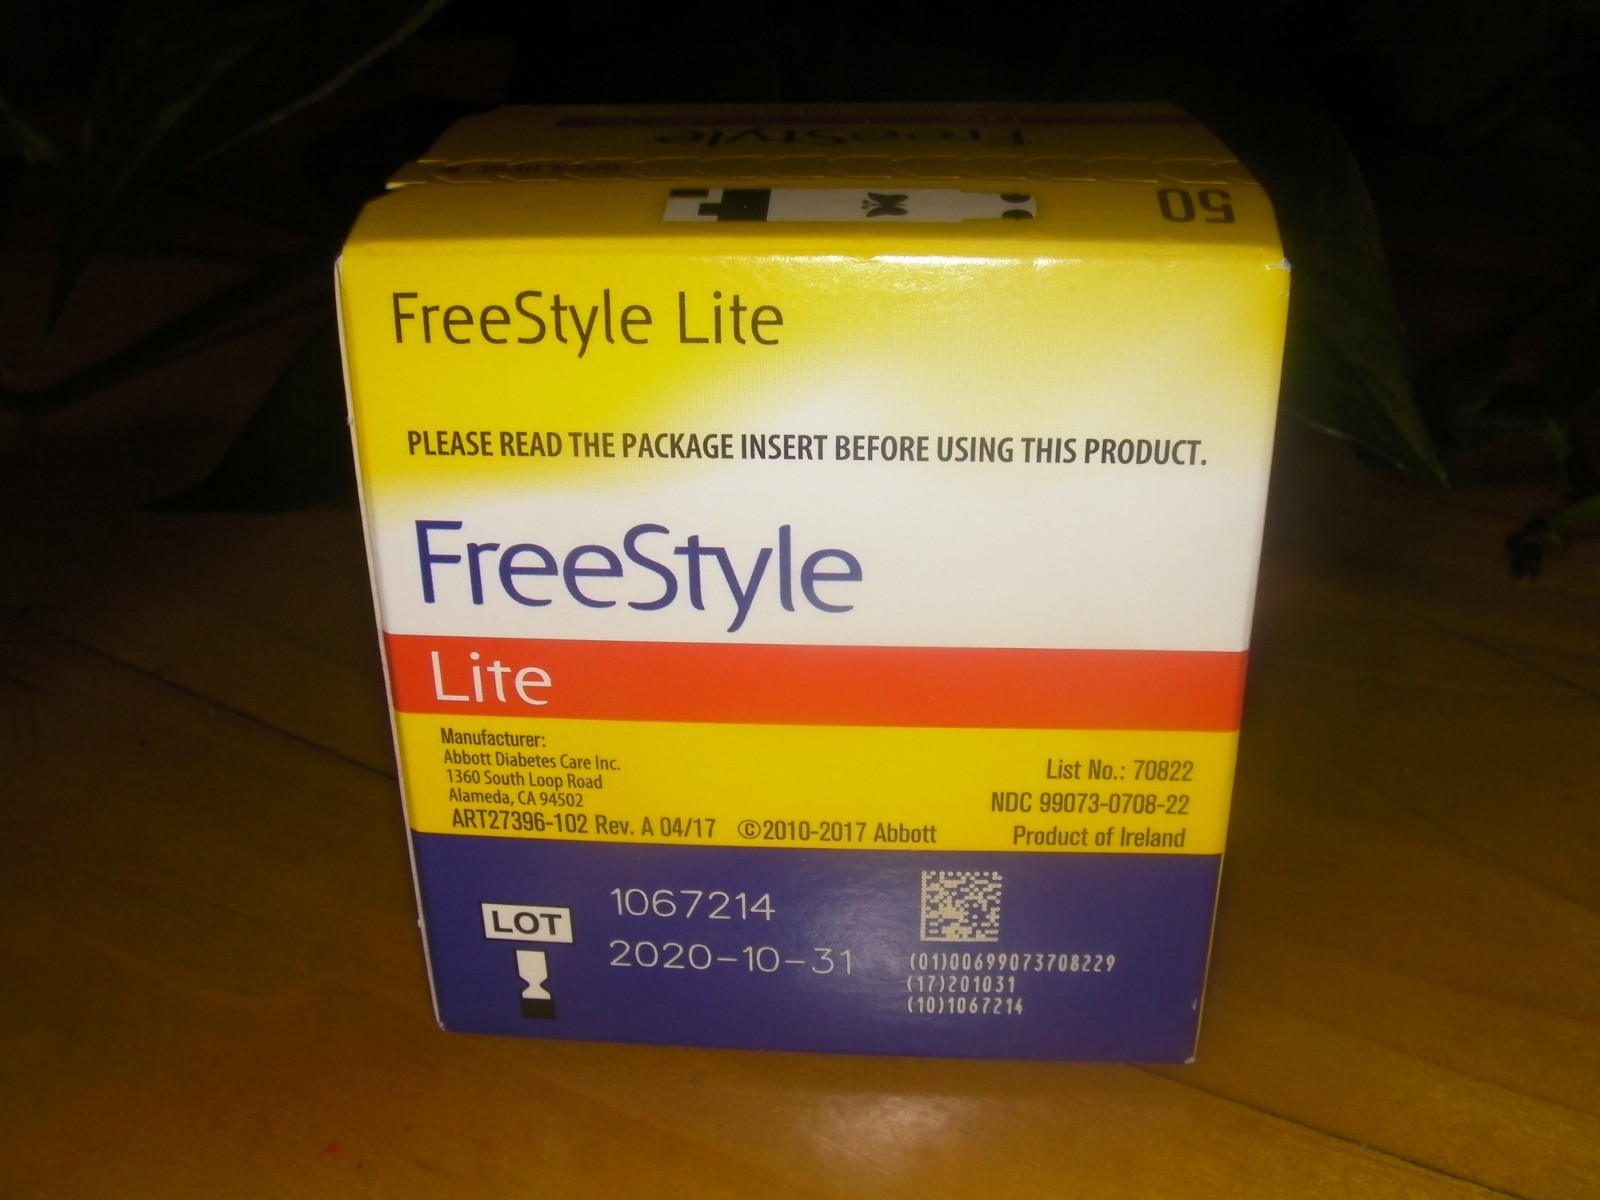 FreeStyle
50
FreeStyle Lite
PLEASE READ THE PACKAGE INSERT BEFORE USING THIS PRODUCT.
FreeStyle
Lite
Manufacturer:
Abbott Diabetes Care Inc.
1360 South Loop Road
Alameda, CA 94502
ART27396-102 Rev. A 04/17 ©2010-2017 Abbott
List No.: 70822
NDC 99073-0708-22
Product of Ireland
LOT
1067214
2020-10-31
(01)00699073708229
(17)201031
(10)1067214